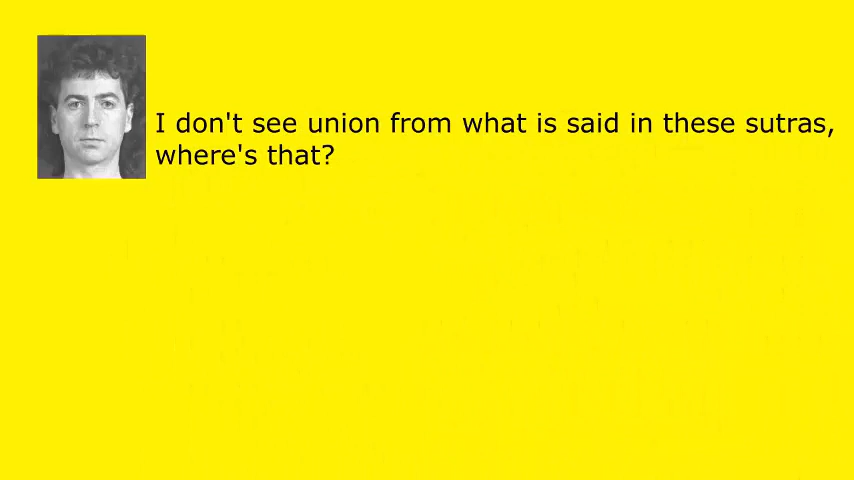 I don't see union from what is said in these sutras,
where's that?